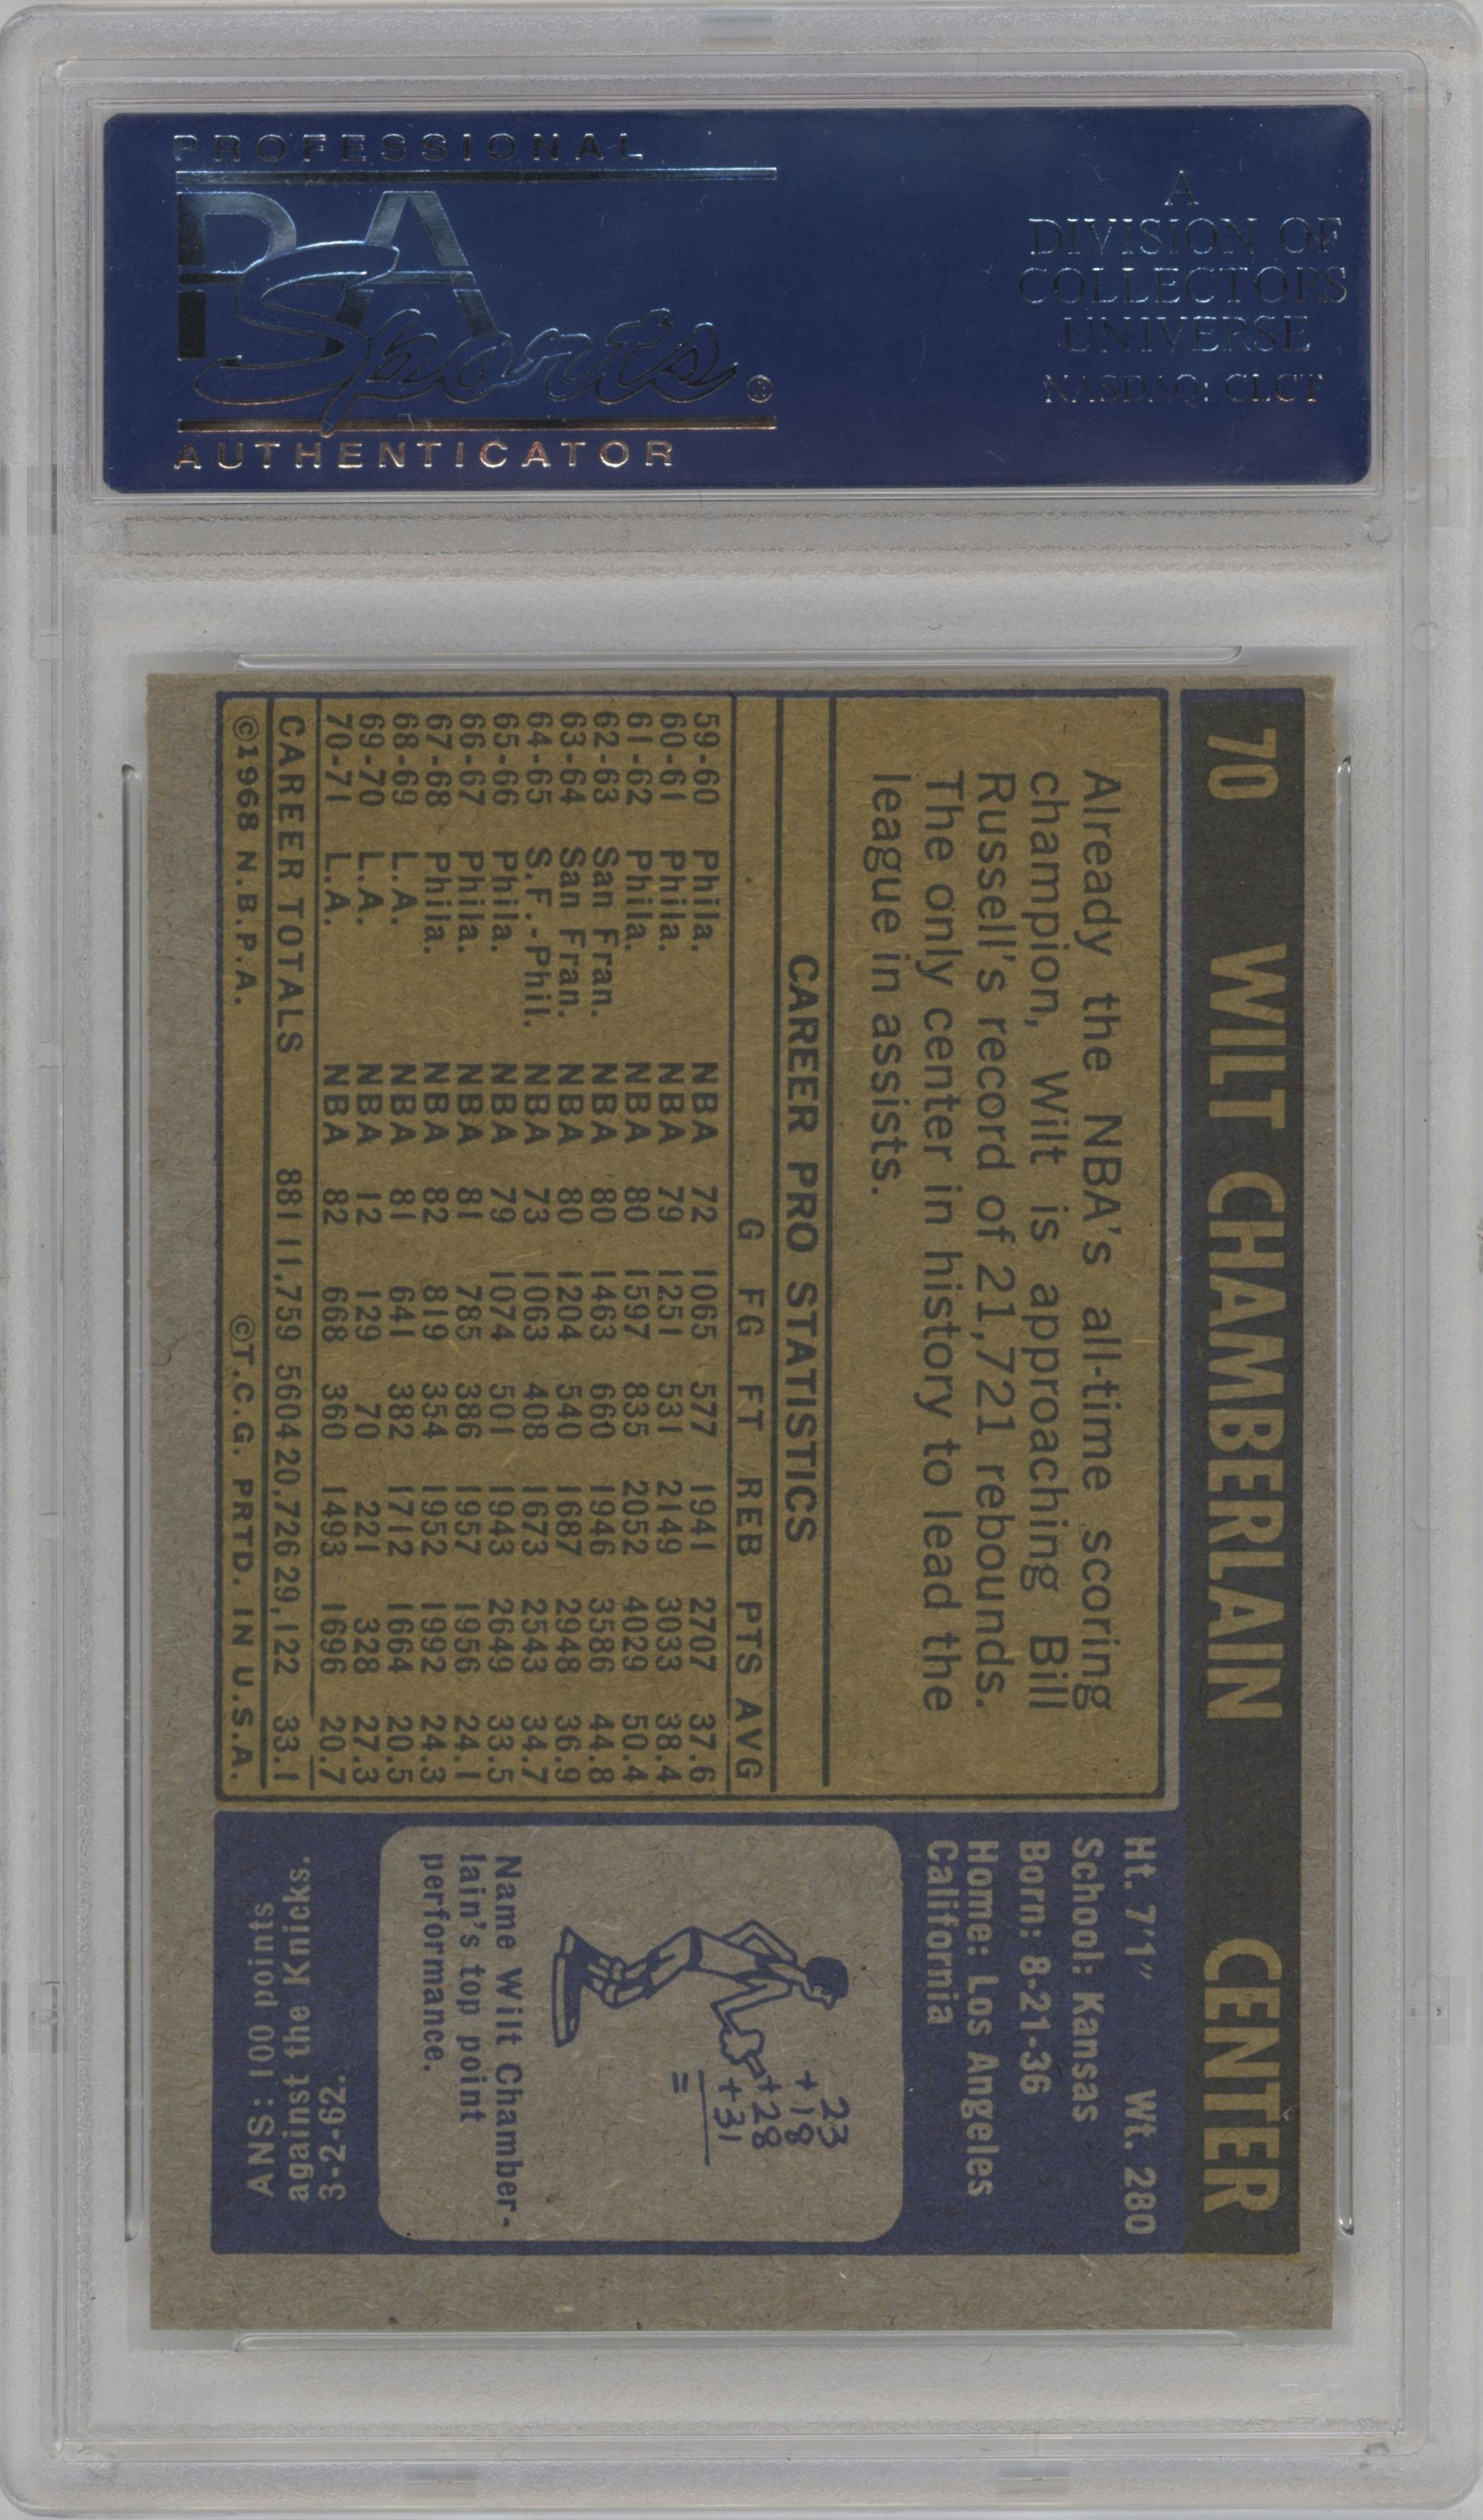 PROFESSIONAL
PSA
Sports®
AUTHENTICATOR
A
DIVISION OF
COLLECTORS
UNIVERSE
NASDAQ: CLCT
70 WILT CHAMBERLAIN CENTER
Already the NBA's all-time scoring
champion, Wilt is approaching Bill
Russell's record of 21,721 rebounds.
The only center in history to lead the
league in assists.
CAREER PRO STATISTICS
G FG FT REB PTS AVG
59-60 Phila. NBA 72 1065 577 1941 2707 37.6
60-61 Phila. NBA 79 1251 531 2149 3033 38.4
61-62 Phila. NBA 80 1597 835 2052 4029 50.4
62-63 San Fran. NBA 80 1463 660 1946 3586 44.8
63-64 San Fran. NBA 80 1204 540 1687 2948 36.9
64-65 S.F.-Phil. NBA 73 1063 408 1673 2543 34.7
65-66 Phila. NBA 79 1074 501 1943 2649 33.5
66-67 Phila. NBA 81 785 386 1957 1956 24.1
67-68 Phila. NBA 82 819 354 1952 1992 24.3
68-69 L.A. NBA 81 641 382 1712 1664 20.5
69-70 L.A. NBA 12 129 70 221 328 27.3
70-71 L.A. NBA 82 668 360 1493 1696 20.7
CAREER TOTALS 881 11,759 5604 20,726 29,122 33.1
©1968 N.B.P.A. ©T.C.G. PRTD. IN U.S.A.
Ht. 7'1" Wt. 280
School: Kansas
Born: 8-21-36
Home: Los Angeles
California
23
+18
+28
+31
=
Name Wilt Chamber-
lain's top point
performance.
ANS: 100 points
against the Knicks.
3-2-62.